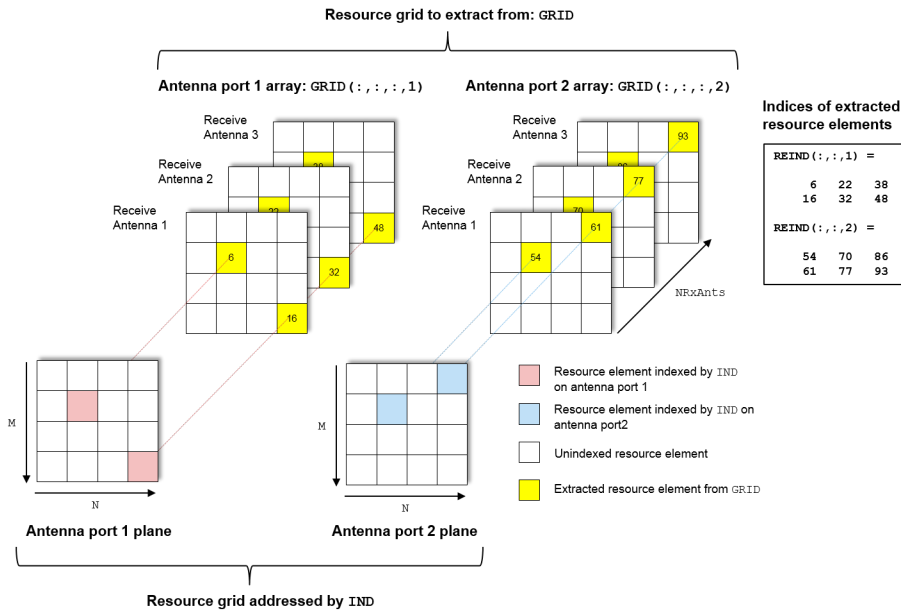 Resource grid to extract from: GRID
Antenna port 1 array: GRID(:,:,:,1)
Antenna port 2 array: GRID(:,:,:,2)
Receive
Antenna 3
Receive
Antenna 2
Receive
Antenna 1
6
16
32
48
Receive
Antenna 3
Receive
Antenna 2
Receive
Antenna 1
54
61
77
93
NRxAnts
Indices of extracted
resource elements
REIND(:,:,1) =
6 22 38
16 32 48
REIND(:,:,2) =
54 70 86
61 77 93
M
N
Antenna port 1 plane
M
N
Antenna port 2 plane
Resource element indexed by IND
on antenna port 1
Resource element indexed by IND on
antenna port2
Unindexed resource element
Extracted resource element from GRID
Resource grid addressed by IND